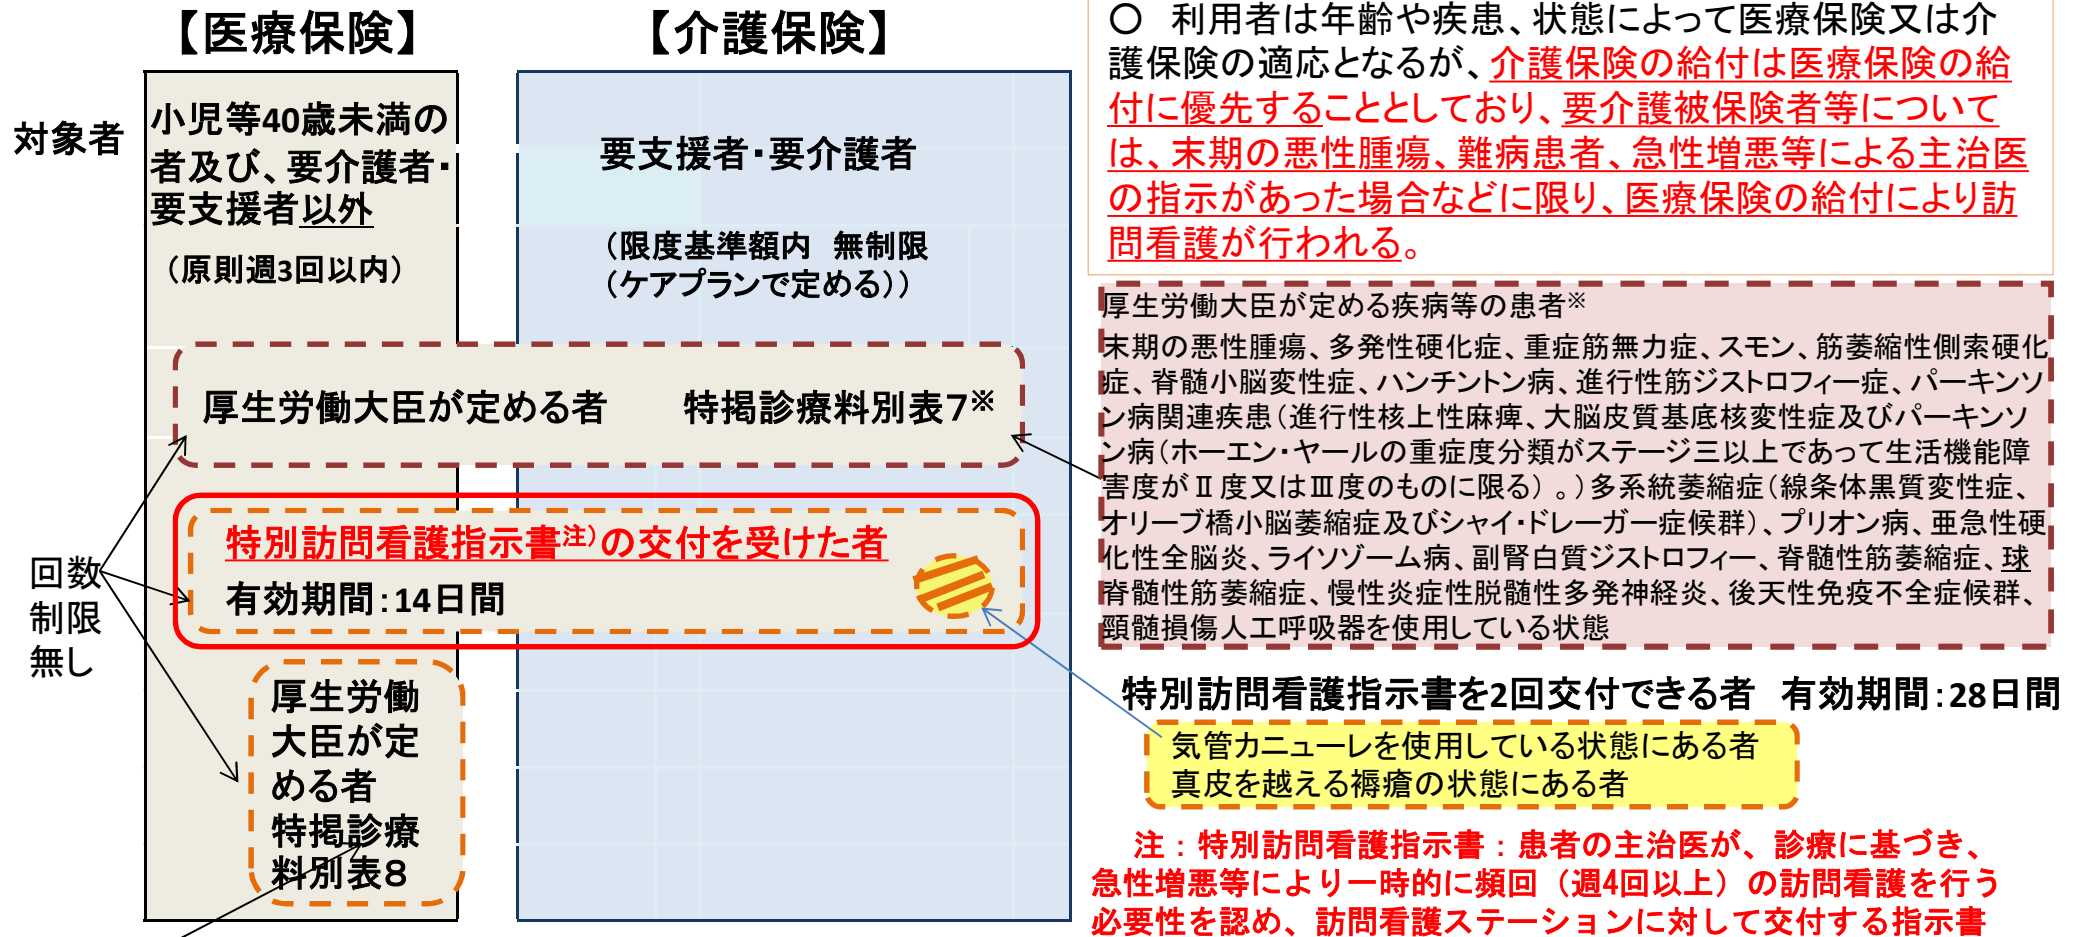 【医療保険】
【介護保険】
対象者
小児等40歳未満の
者及び、要介護者・
要支援者以外
（原則週3回以内）
要支援者・要介護者
（限度基準額内　無制限
（ケアプランで定める））
厚生労働大臣が定める者　　特掲診療料別表７※
特別訪問看護指示書注）の交付を受けた者
有効期間：14日間
回数
制限
無し
厚生労働
大臣が定
める者
特掲診療
料別表８
○　利用者は年齢や疾患、状態によって医療保険又は介
護保険の適応となるが、介護保険の給付は医療保険の給
付に優先することとしており、要介護被保険者等について
は、末期の悪性腫瘍、難病患者、急性増悪等による主治医
の指示があった場合などに限り、医療保険の給付により訪
問看護が行われる。
厚生労働大臣が定める疾病等の患者※
末期の悪性腫瘍、多発性硬化症、重症筋無力症、スモン、筋萎縮性側索硬化
症、脊髄小脳変性症、ハンチントン病、進行性筋ジストロフィー症、パーキンソ
ン病関連疾患（進行性核上性麻痺、大脳皮質基底核変性症及びパーキンソ
ン病（ホーエン・ヤールの重症度分類がステージ三以上であって生活機能障
害度がⅡ度又はⅢ度のものに限る）。）多系統萎縮症（線条体黒質変性症、
オリーブ橋小脳萎縮症及びシャイ・ドレーガー症候群）、プリオン病、亜急性硬
化性全脳炎、ライソゾーム病、副腎白質ジストロフィー、脊髄性筋萎縮症、球
脊髄性筋萎縮症、慢性炎症性脱髄性多発神経炎、後天性免疫不全症候群、
頸髄損傷人工呼吸器を使用している状態
特別訪問看護指示書を2回交付できる者　有効期間：28日間
気管カニューレを使用している状態にある者
真皮を越える褥瘡の状態にある者
注：特別訪問看護指示書：患者の主治医が、診療に基づき、
急性増悪等により一時的に頻回（週4回以上）の訪問看護を行う
必要性を認め、訪問看護ステーションに対して交付する指示書